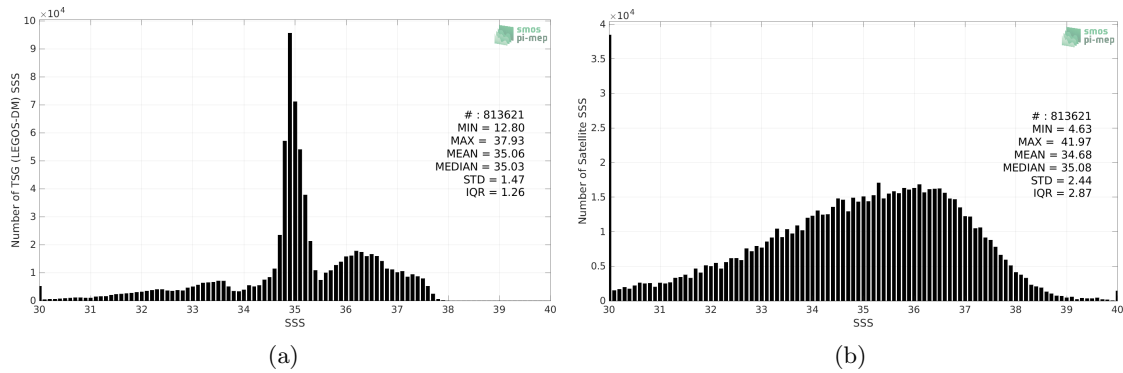 ×10⁴
10
9
8
7
6
5
4
3
2
1
0
Number of TSG (LEGOS-DM) SSS
smos
pi-mep
# : 813621
MIN = 12.80
MAX = 37.93
MEAN = 35.06
MEDIAN = 35.03
STD = 1.47
IQR = 1.26
30 31 32 33 34 35 36 37 38 39 40
SSS
(a)
×10⁴
4
3.5
3
2.5
2
1.5
1
0.5
0
Number of Satellite SSS
smos
pi-mep
# : 813621
MIN = 4.63
MAX = 41.97
MEAN = 34.68
MEDIAN = 35.08
STD = 2.44
IQR = 2.87
30 31 32 33 34 35 36 37 38 39 40
SSS
(b)